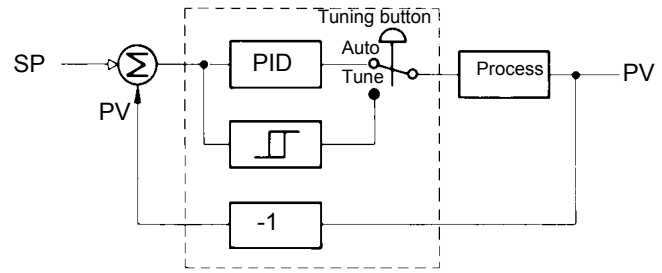 Tuning button
SP
Σ
PID
Auto
Tune
Process
PV
PV
-1